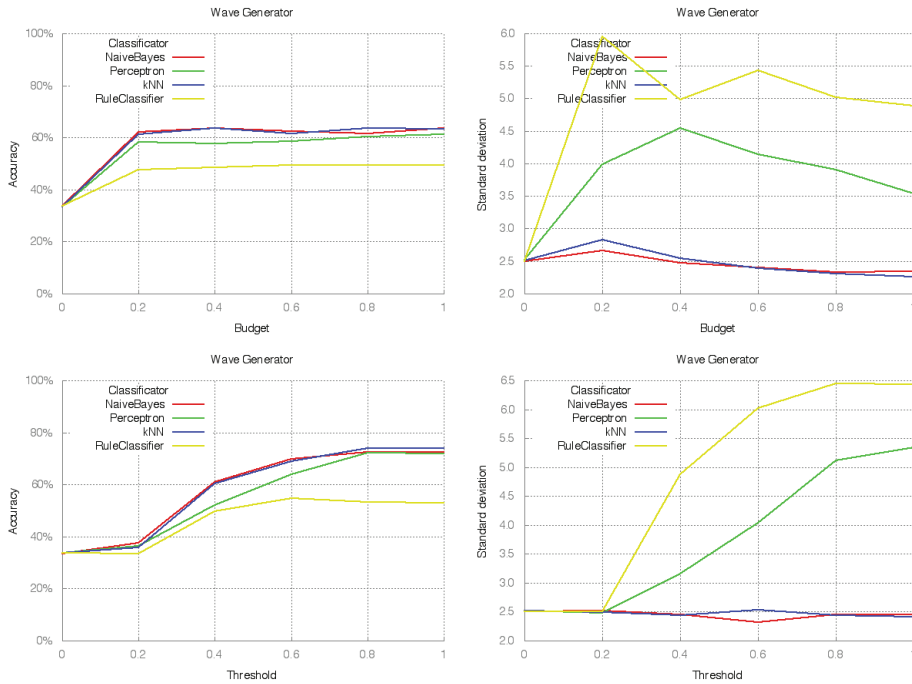 Wave Generator
100%
80%
60%
40%
20%
0%
Accuracy
Classificator
NaiveBayes
Perceptron
kNN
RuleClassifier
0 0.2 0.4 0.6 0.8 1
Budget
Wave Generator
6.0
5.5
5.0
4.5
4.0
3.5
3.0
2.5
2.0
Standard deviation
Classificator
NaiveBayes
Perceptron
kNN
RuleClassifier
0 0.2 0.4 0.6 0.8 1
Budget
Wave Generator
100%
80%
60%
40%
20%
0%
Accuracy
Classificator
NaiveBayes
Perceptron
kNN
RuleClassifier
0 0.2 0.4 0.6 0.8 1
Threshold
Wave Generator
6.5
6.0
5.5
5.0
4.5
4.0
3.5
3.0
2.5
2.0
Standard deviation
Classificator
NaiveBayes
Perceptron
kNN
RuleClassifier
0 0.2 0.4 0.6 0.8 1
Threshold